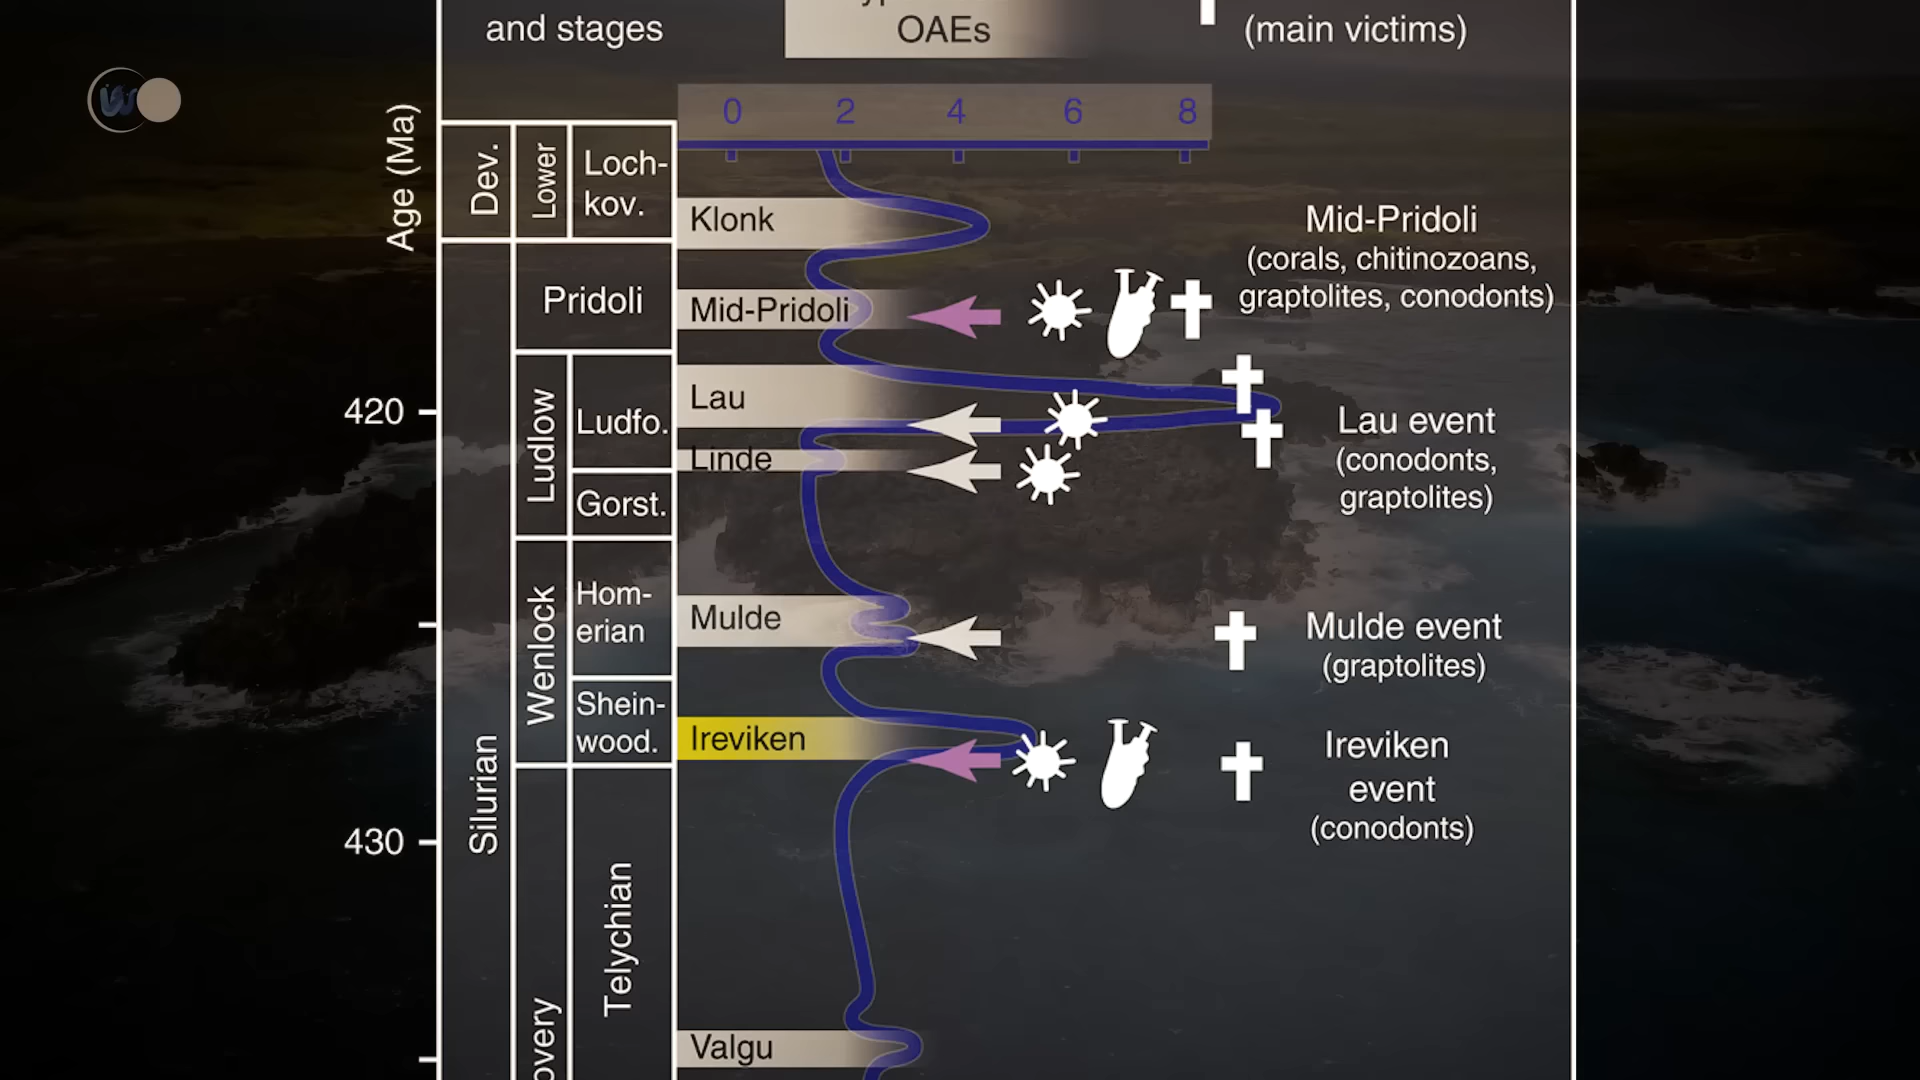 and stages
OAEs
(main victims)
Age (Ma)
0 2 4 6 8
Dev.
Lower
Loch-
kov.
Klonk
Mid-Pridoli
(corals, chitinozoans,
graptolites, conodonts)
Pridoli
Mid-Pridoli
420
Ludlow
Ludfo.
Lau
Lau event
(conodonts,
graptolites)
Linde
Gorst.
Wenlock
Hom-
erian
Mulde
Mulde event
(graptolites)
Shein-
wood.
Ireviken
Ireviken
event
(conodonts)
Silurian
430
Telychian
Valgu